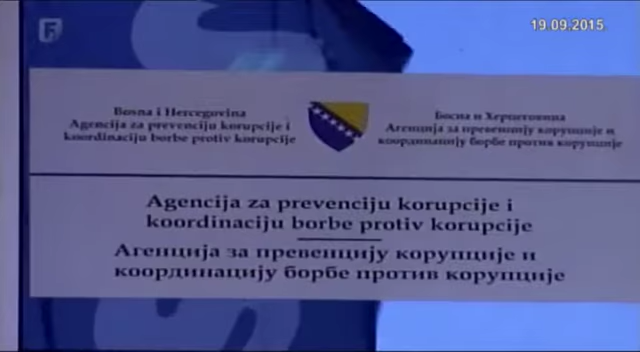 F
19.09.2015
Bosna i Hercegovina
Agencija za prevenciju korupcije i
koordinaciju borbe protiv korupcije
Босна и Херцеговина
Агенција за превенцију корупције и
координацију борбе против корупције
Agencija za prevenciju korupcije i
koordinaciju borbe protiv korupcije
Агенција за превенцију корупције и
координацију борбе против корупције